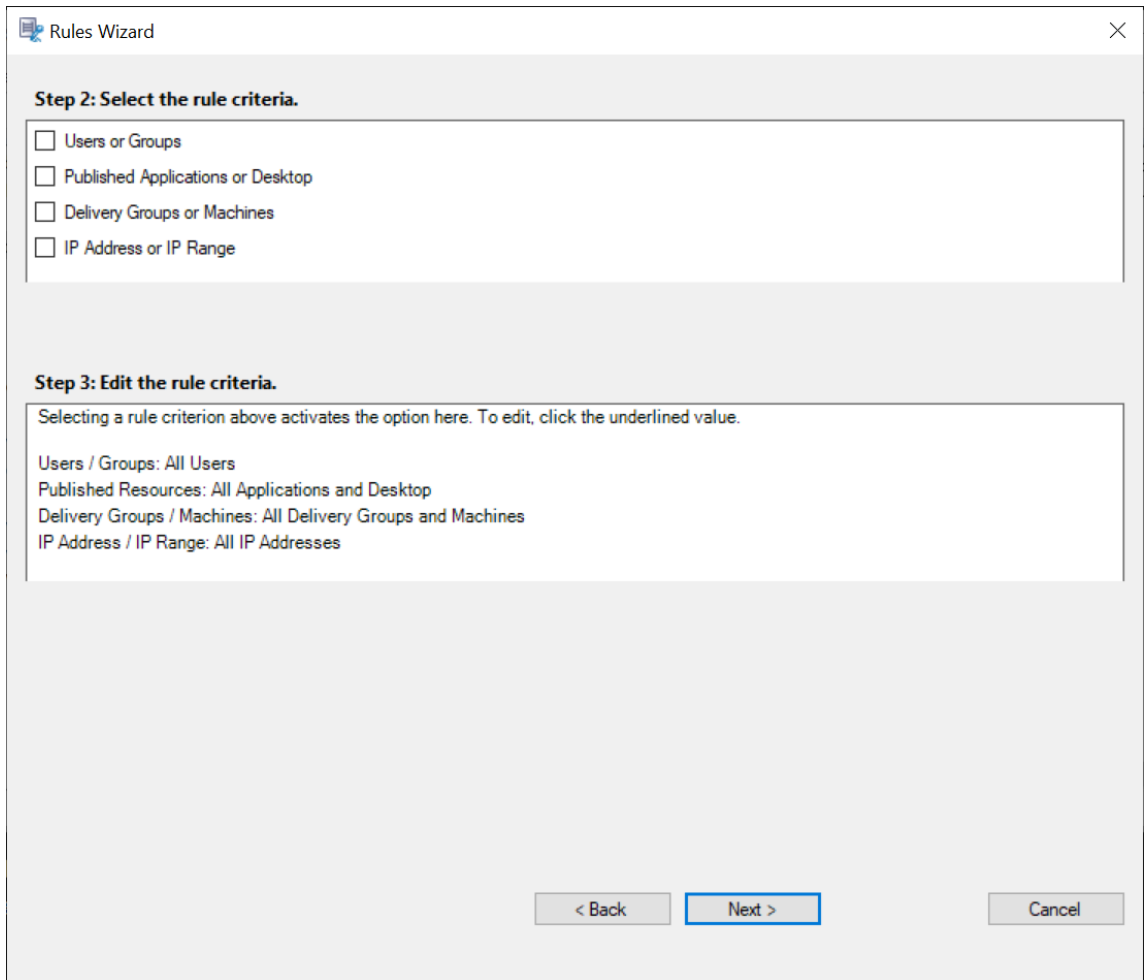 Rules Wizard
Step 2: Select the rule criteria.
Users or Groups
Published Applications or Desktop
Delivery Groups or Machines
IP Address or IP Range
Step 3: Edit the rule criteria.
Selecting a rule criterion above activates the option here. To edit, click the underlined value.
Users / Groups: All Users
Published Resources: All Applications and Desktop
Delivery Groups / Machines: All Delivery Groups and Machines
IP Address / IP Range: All IP Addresses
< Back Next > Cancel